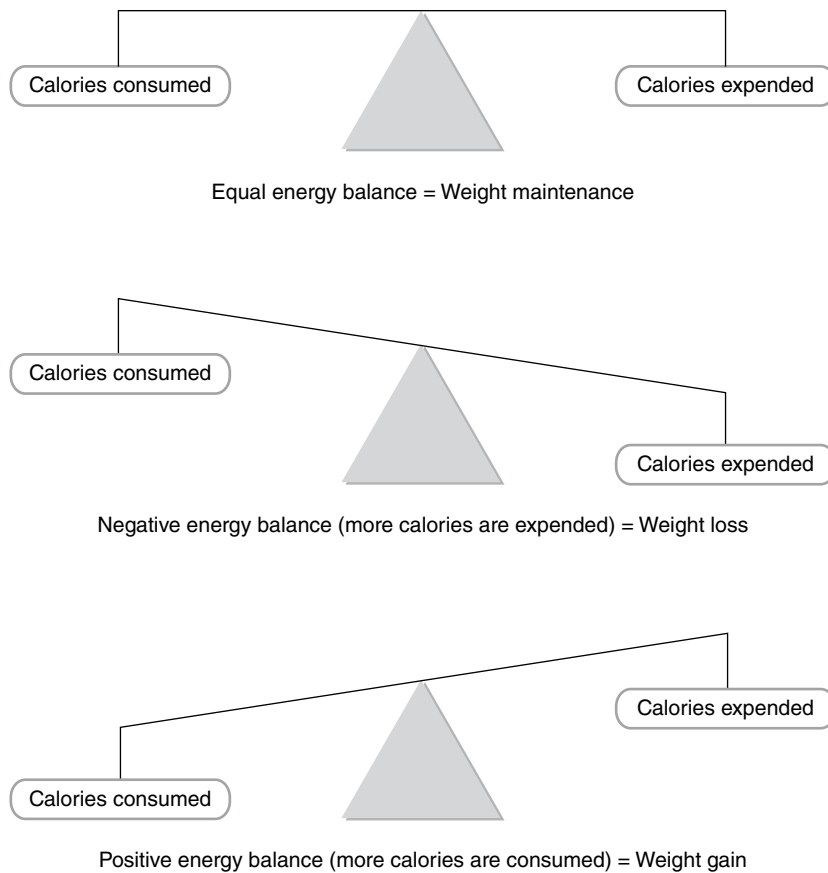 Calories consumed
Calories expended
Equal energy balance = Weight maintenance
Calories consumed
Calories expended
Negative energy balance (more calories are expended) = Weight loss
Calories expended
Calories consumed
Positive energy balance (more calories are consumed) = Weight gain